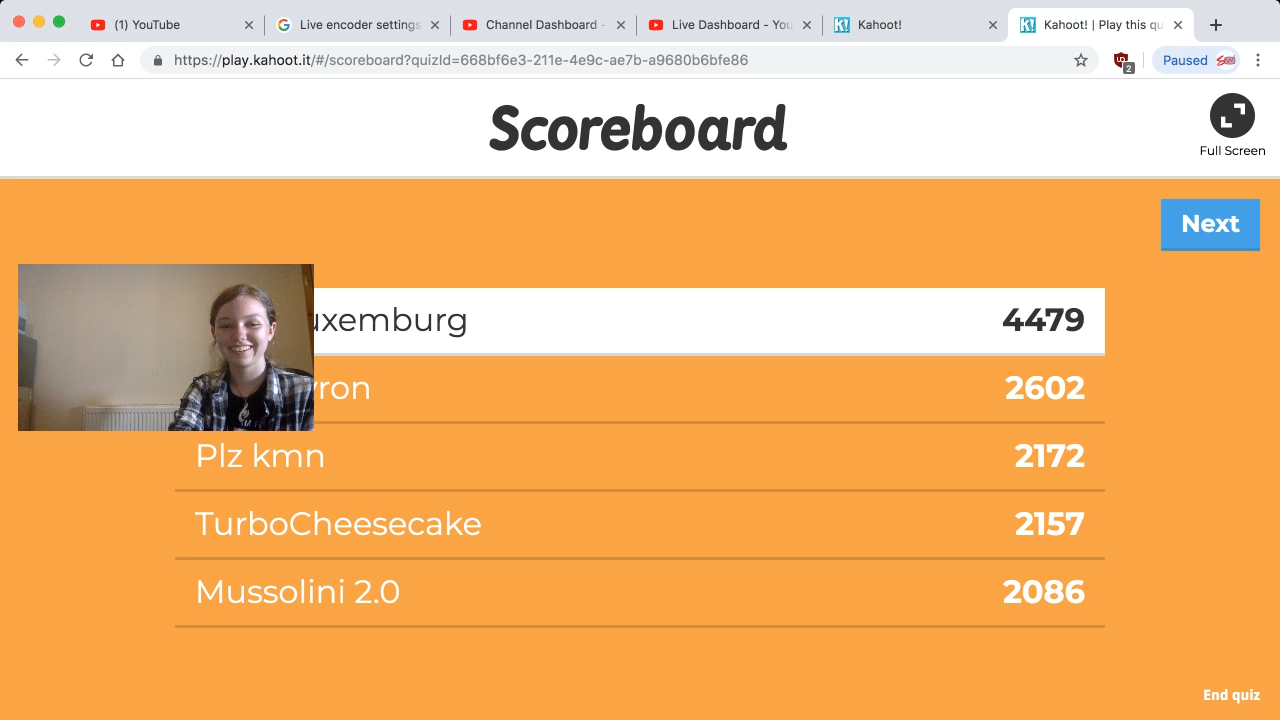 (1) YouTube
Live encoder settings
Channel Dashboard -
Live Dashboard - You
Kahoot!
Kahoot! | Play this qu
https://play.kahoot.it/#/scoreboard?quizId=668bf6e3-211e-4e9c-ae7b-a9680b6bfe86
2
Paused
Scoreboard
Full Screen
Next
uxemburg 4479
yron 2602
Plz kmn 2172
TurboCheesecake 2157
Mussolini 2.0 2086
End quiz